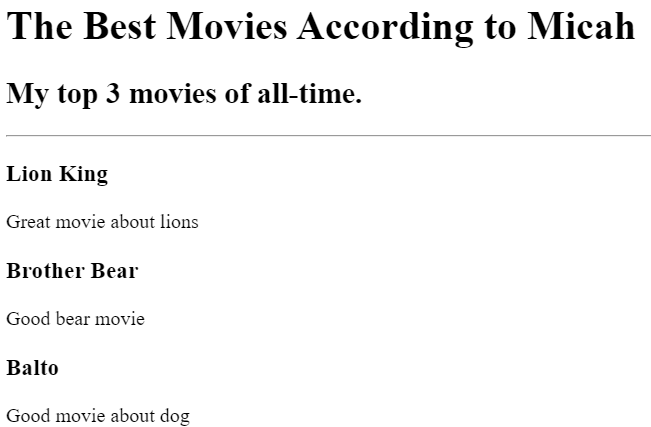 The Best Movies According to Micah
My top 3 movies of all-time.
Lion King
Great movie about lions
Brother Bear
Good bear movie
Balto
Good movie about dog